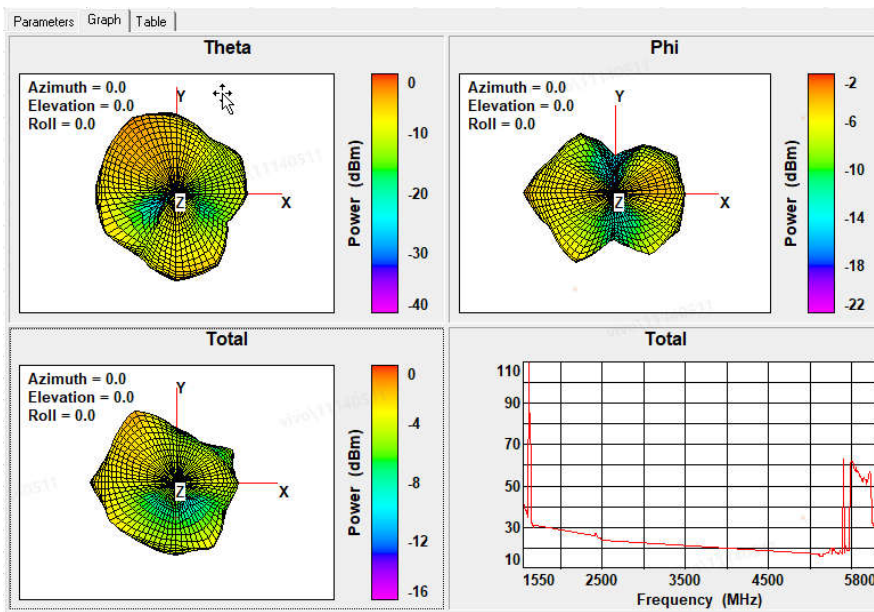 Parameters Graph Table
Theta
Azimuth = 0.0
Elevation = 0.0
Roll = 0.0
Y
X
Z
Power (dBm)
0
-10
-20
-30
-40
Phi
Azimuth = 0.0
Elevation = 0.0
Roll = 0.0
Y
X
Z
Power (dBm)
-2
-6
-10
-14
-18
-22
Total
Azimuth = 0.0
Elevation = 0.0
Roll = 0.0
Y
X
Z
Power (dBm)
0
-4
-8
-12
-16
Total
110
90
70
50
30
10
1550 2500 3500 4500 5800
Frequency (MHz)